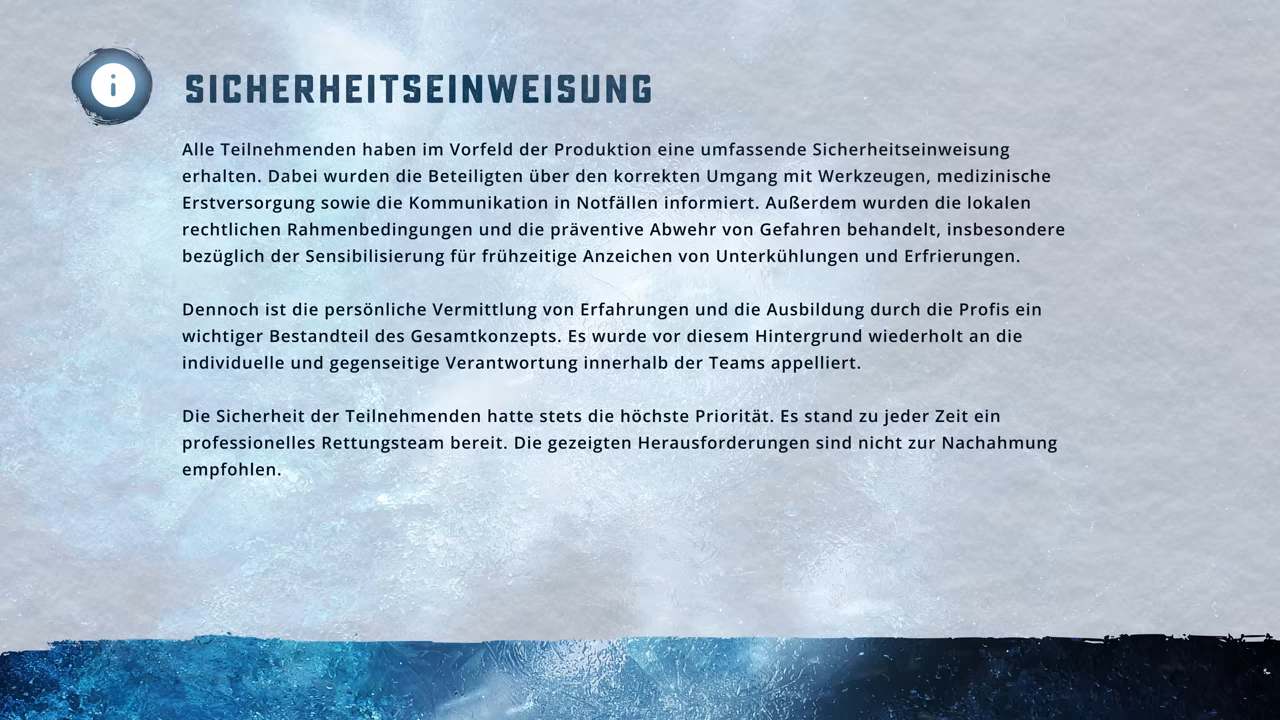 SICHERHEITSEINWEISUNG
Alle Teilnehmenden haben im Vorfeld der Produktion eine umfassende Sicherheitseinweisung
erhalten. Dabei wurden die Beteiligten über den korrekten Umgang mit Werkzeugen, medizinische
Erstversorgung sowie die Kommunikation in Notfällen informiert. Außerdem wurden die lokalen
rechtlichen Rahmenbedingungen und die präventive Abwehr von Gefahren behandelt, insbesondere
bezüglich der Sensibilisierung für frühzeitige Anzeichen von Unterkühlungen und Erfrierungen.
Dennoch ist die persönliche Vermittlung von Erfahrungen und die Ausbildung durch die Profis ein
wichtiger Bestandteil des Gesamtkonzepts. Es wurde vor diesem Hintergrund wiederholt an die
individuelle und gegenseitige Verantwortung innerhalb der Teams appelliert.
Die Sicherheit der Teilnehmenden hatte stets die höchste Priorität. Es stand zu jeder Zeit ein
professionelles Rettungsteam bereit. Die gezeigten Herausforderungen sind nicht zur Nachahmung
empfohlen.